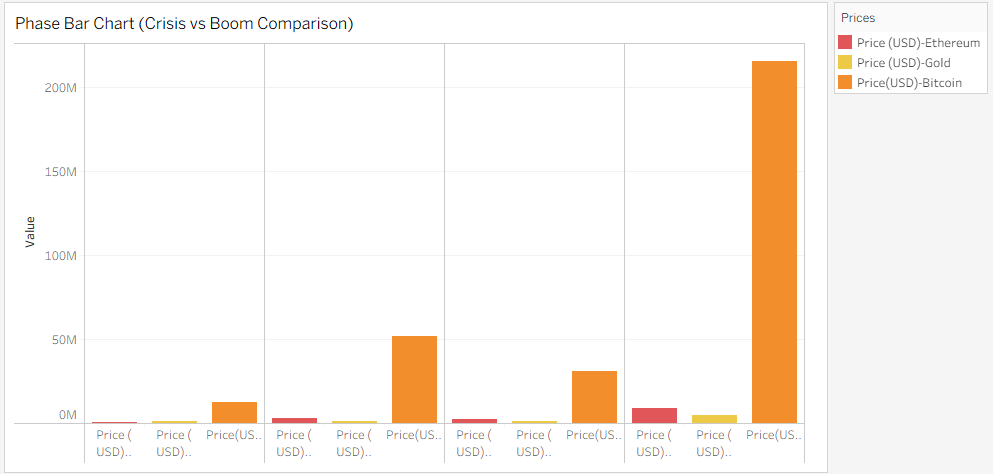 Phase Bar Chart (Crisis vs Boom Comparison)
Prices
Price (USD)-Ethereum
Price (USD)-Gold
Price(USD)-Bitcoin
Value
200M
150M
100M
50M
0M
Price ( Price ( Price(US.. Price ( Price ( Price(US.. Price ( Price ( Price(US.. Price ( Price ( Price(US..
USD).. USD).. USD).. USD).. USD).. USD).. USD).. USD)..